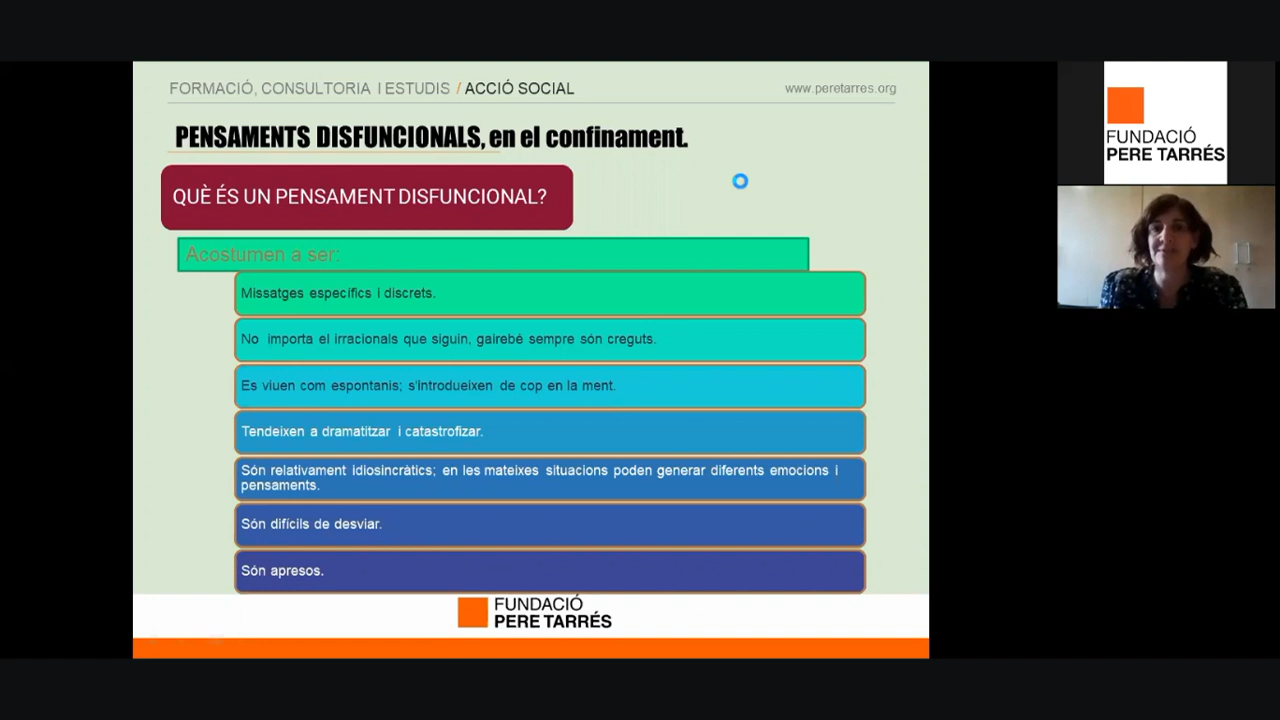 FORMACIÓ, CONSULTORIA I ESTUDIS / ACCIÓ SOCIAL
www.peretarres.org
PENSAMENTS DISFUNCIONALS, en el confinament.
QUÈ ÉS UN PENSAMENT DISFUNCIONAL?
Acostumen a ser:
Missatges específics i discrets.
No importa el irracionals que siguin, gairebé sempre són creguts.
Es viuen com espontanis; s'introdueixen de cop en la ment.
Tendeixen a dramatitzar i catastrofizar.
Són relativament idiosincràtics; en les mateixes situacions poden generar diferents emocions i
pensaments.
Són difícils de desviar.
Són apresos.
FUNDACIÓ
PERE TARRÉS
FUNDACIÓ
PERE TARRÉS